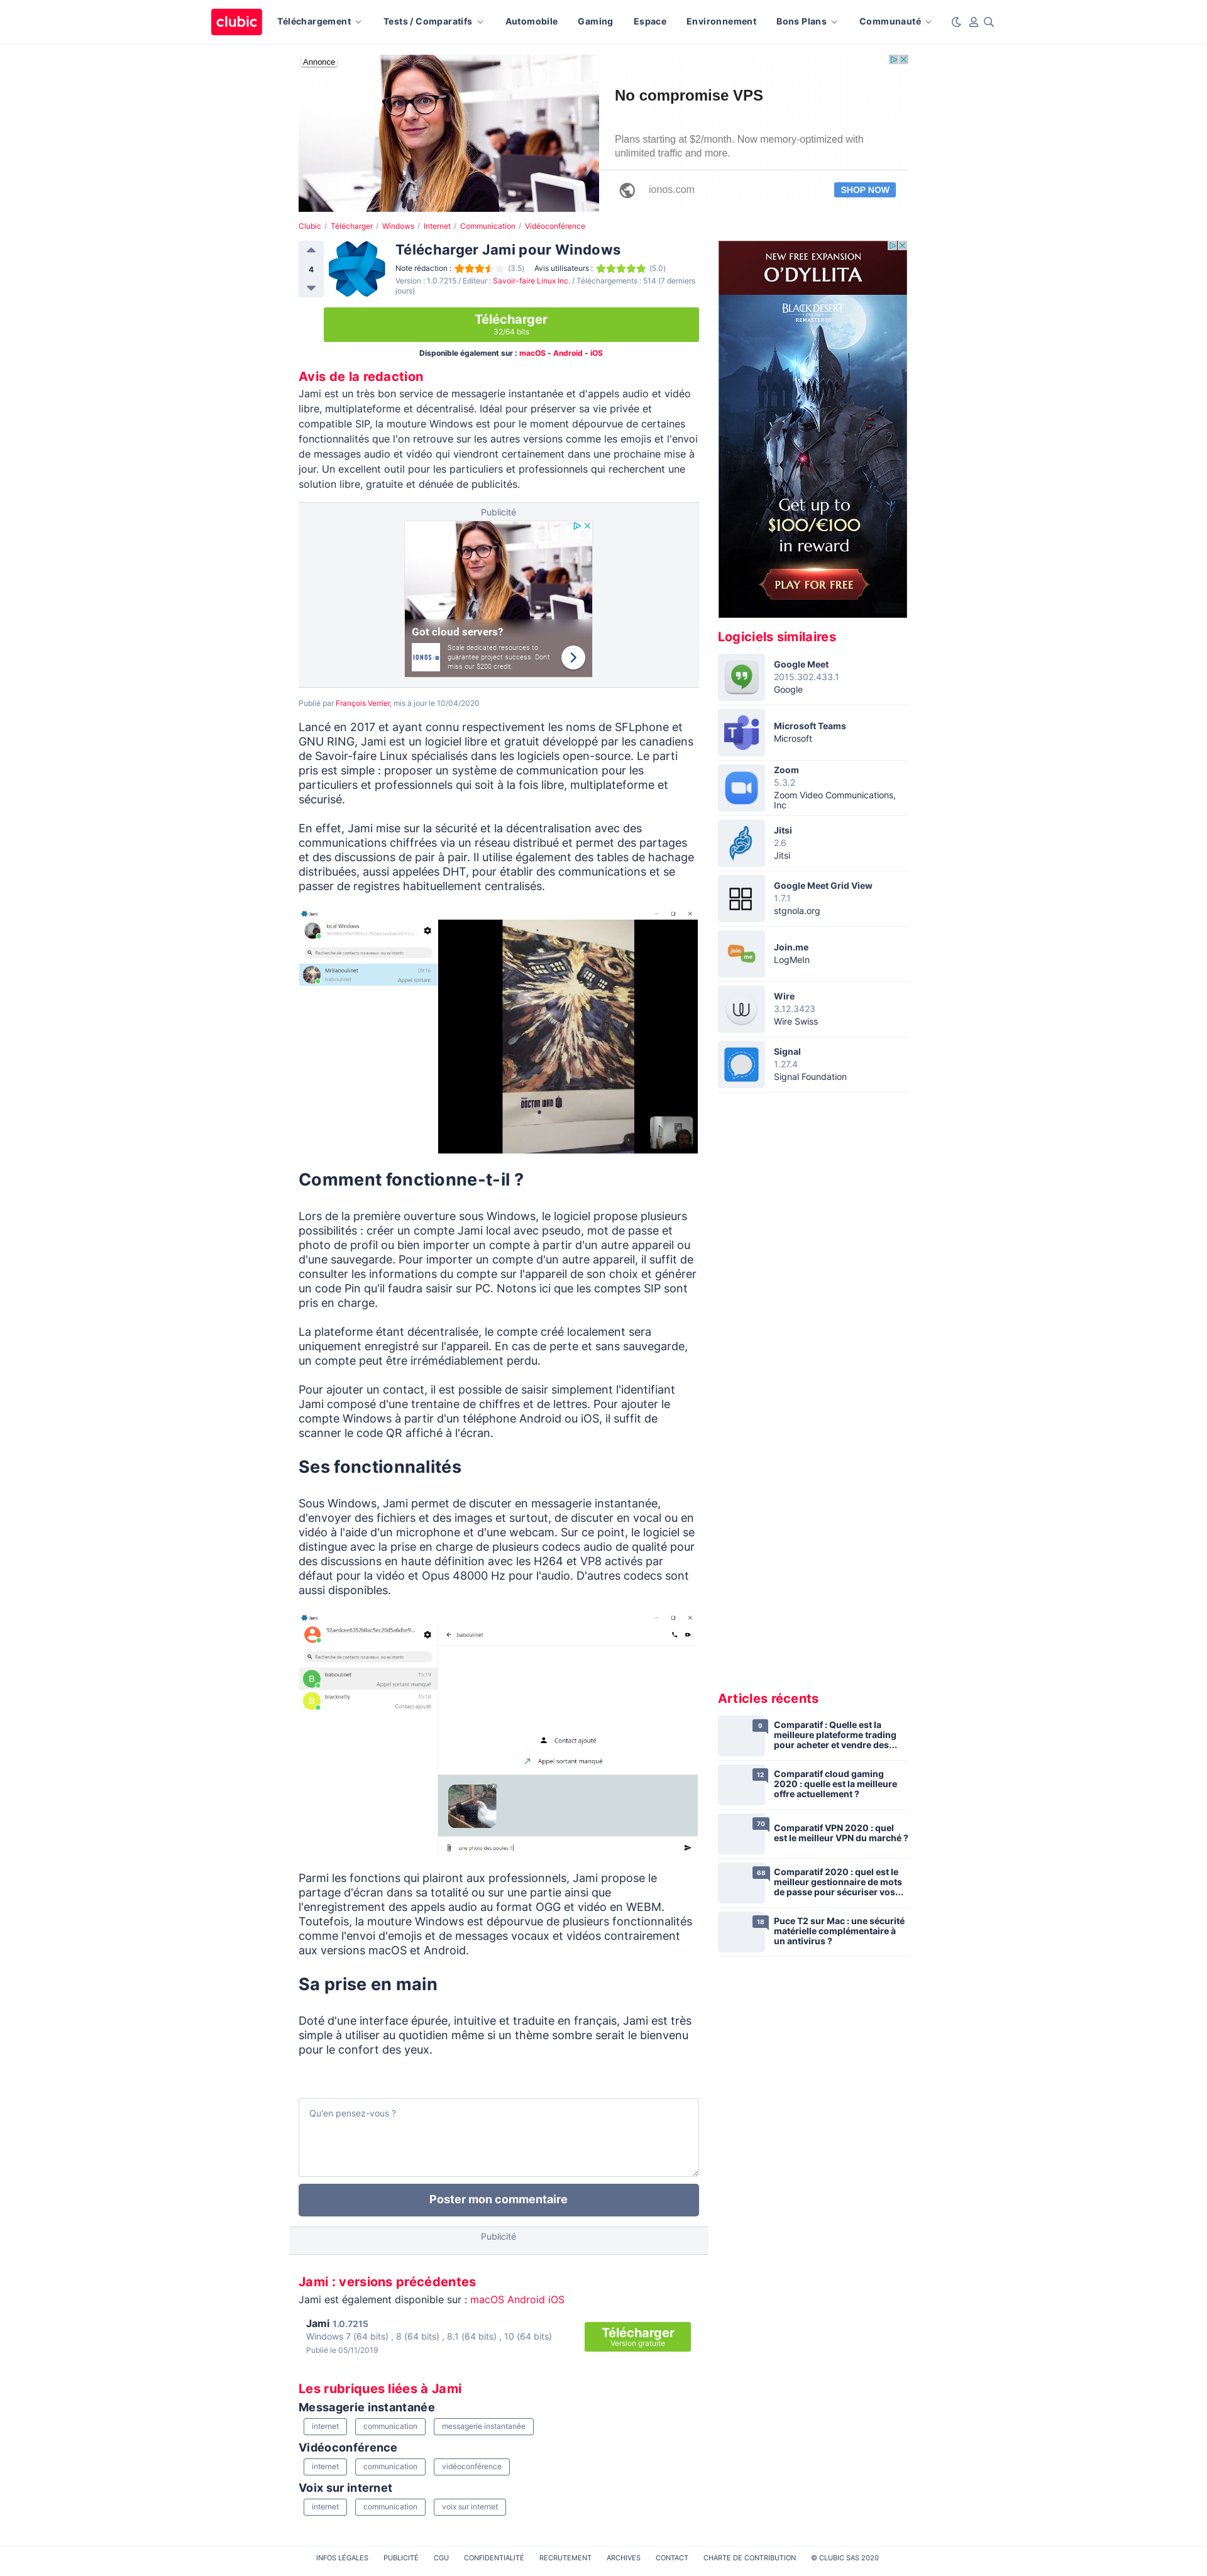 clubic Téléchargement Tests / Comparatifs Automobile Gaming Espace Environnement Bons Plans Communauté
Annonce
No compromise VPS
Plans starting at $2/month. Now memory-optimized with
unlimited traffic and more.
ionos.com SHOP NOW
Clubic / Télécharger / Windows / Internet / Communication / Vidéoconférence
4
Télécharger Jami pour Windows
Note rédaction : (3.5) Avis utilisateurs : (5.0)
Version : 1.0.7215 / Editeur : Savoir-faire Linux Inc. / Téléchargements : 514 (7 derniers
jours)
Télécharger
32/64 bits
Disponible également sur : macOS - Android - iOS
Avis de la redaction
Jami est un très bon service de messagerie instantanée et d'appels audio et vidéo
libre, multiplateforme et décentralisé. Idéal pour préserver sa vie privée et
compatible SIP, la mouture Windows est pour le moment dépourvue de certaines
fonctionnalités que l'on retrouve sur les autres versions comme les emojis et l'envoi
de messages audio et vidéo qui viendront certainement dans une prochaine mise à
jour. Un excellent outil pour les particuliers et professionnels qui recherchent une
solution libre, gratuite et dénuée de publicités.
Publicité
Got cloud servers?
IONOS
Scale dedicated resources to
guarantee project success. Don't
miss our $200 credit.
Publié par François Verrier, mis à jour le 10/04/2020
Lancé en 2017 et ayant connu respectivement les noms de SFLphone et
GNU RING, Jami est un logiciel libre et gratuit développé par les canadiens
de Savoir-faire Linux spécialisés dans les logiciels open-source. Le parti
pris est simple : proposer un système de communication pour les
particuliers et professionnels qui soit à la fois libre, multiplateforme et
sécurisé.
En effet, Jami mise sur la sécurité et la décentralisation avec des
communications chiffrées via un réseau distribué et permet des partages
et des discussions de pair à pair. Il utilise également des tables de hachage
distribuées, aussi appelées DHT, pour établir des communications et se
passer de registres habituellement centralisés.
Jami
local Windows
Recherche de contacts nouveaux ou existants
Mrllaboulinet
baboulinet Appel sortant
DOCTOR WHO
Comment fonctionne-t-il ?
Lors de la première ouverture sous Windows, le logiciel propose plusieurs
possibilités : créer un compte Jami local avec pseudo, mot de passe et
photo de profil ou bien importer un compte à partir d'un autre appareil ou
d'une sauvegarde. Pour importer un compte d'un autre appareil, il suffit de
consulter les informations du compte sur l'appareil de son choix et générer
un code Pin qu'il faudra saisir sur PC. Notons ici que les comptes SIP sont
pris en charge.
La plateforme étant décentralisée, le compte créé localement sera
uniquement enregistré sur l'appareil. En cas de perte et sans sauvegarde,
un compte peut être irrémédiablement perdu.
Pour ajouter un contact, il est possible de saisir simplement l'identifiant
Jami composé d'une trentaine de chiffres et de lettres. Pour ajouter le
compte Windows à partir d'un téléphone Android ou iOS, il suffit de
scanner le code QR affiché à l'écran.
Ses fonctionnalités
Sous Windows, Jami permet de discuter en messagerie instantanée,
d'envoyer des fichiers et des images et surtout, de discuter en vocal ou en
vidéo à l'aide d'un microphone et d'une webcam. Sur ce point, le logiciel se
distingue avec la prise en charge de plusieurs codecs audio de qualité pour
des discussions en haute définition avec les H264 et VP8 activés par
défaut pour la vidéo et Opus 48000 Hz pour l'audio. D'autres codecs sont
aussi disponibles.
Jami
baboulinet
Recherche de contacts nouveaux ou existants
B baboulinet 15:19
Appel sortant manqué
B blacknatly 15:18
Contact ajouté
Contact ajouté
Appel sortant manqué
une photo des poules !!
Parmi les fonctions qui plairont aux professionnels, Jami propose le
partage d'écran dans sa totalité ou sur une partie ainsi que
l'enregistrement des appels audio au format OGG et vidéo en WEBM.
Toutefois, la mouture Windows est dépourvue de plusieurs fonctionnalités
comme l'envoi d'emojis et de messages vocaux et vidéos contrairement
aux versions macOS et Android.
Sa prise en main
Doté d'une interface épurée, intuitive et traduite en français, Jami est très
simple à utiliser au quotidien même si un thème sombre serait le bienvenu
pour le confort des yeux.
Qu'en pensez-vous ?
Poster mon commentaire
Publicité
Jami : versions précédentes
Jami est également disponible sur : macOS Android iOS
Jami 1.0.7215
Windows 7 (64 bits) , 8 (64 bits) , 8.1 (64 bits) , 10 (64 bits)
Publié le 05/11/2019
Télécharger
Version gratuite
Les rubriques liées à Jami
Messagerie instantanée
internet communication messagerie instantanée
Vidéoconférence
internet communication vidéoconférence
Voix sur internet
internet communication voix sur internet
NEW FREE EXPANSION
O'DYLLITA
BLACK DESERT
REMASTERED
Get up to
$100/€100
in reward
PLAY FOR FREE
Logiciels similaires
Google Meet
2015.302.433.1
Google
Microsoft Teams
Microsoft
Zoom
5.3.2
Zoom Video Communications,
Inc
Jitsi
2.6
Jitsi
Google Meet Grid View
1.7.1
stgnola.org
join me
Join.me
LogMeIn
Wire
3.12.3423
Wire Swiss
Signal
1.27.4
Signal Foundation
Articles récents
9
Comparatif : Quelle est la
meilleure plateforme trading
pour acheter et vendre des...
12
Comparatif cloud gaming
2020 : quelle est la meilleure
offre actuellement ?
70
Comparatif VPN 2020 : quel
est le meilleur VPN du marché ?
68
Comparatif 2020 : quel est le
meilleur gestionnaire de mots
de passe pour sécuriser vos...
18
Puce T2 sur Mac : une sécurité
matérielle complémentaire à
un antivirus ?
INFOS LÉGALES PUBLICITÉ CGU CONFIDENTIALITÉ RECRUTEMENT ARCHIVES CONTACT CHARTE DE CONTRIBUTION © CLUBIC SAS 2020